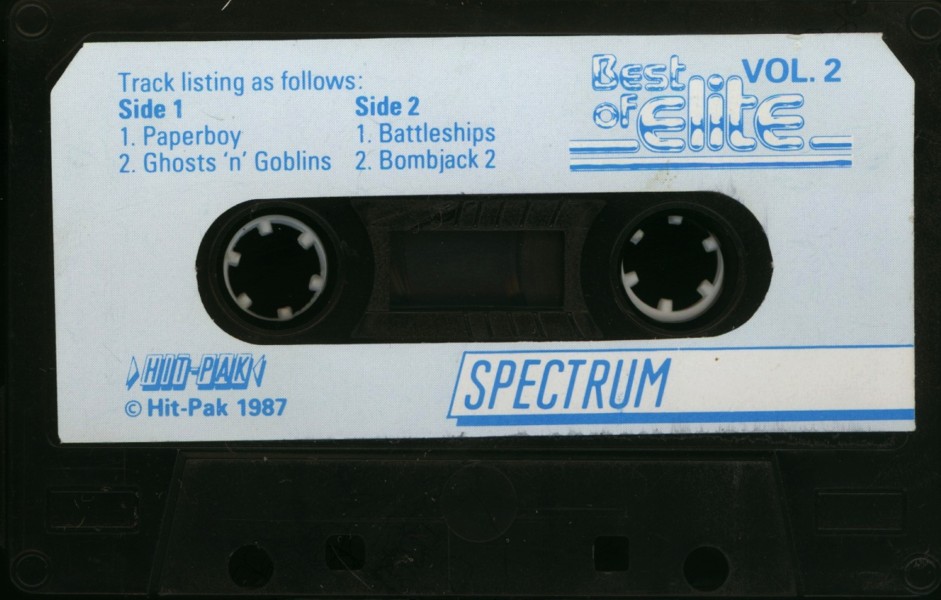 Track listing as follows:
Side 1
1. Paperboy
2. Ghosts 'n' Goblins
Side 2
1. Battleships
2. Bombjack 2
Best of elite VOL. 2
HIT-PAK
© Hit-Pak 1987
SPECTRUM